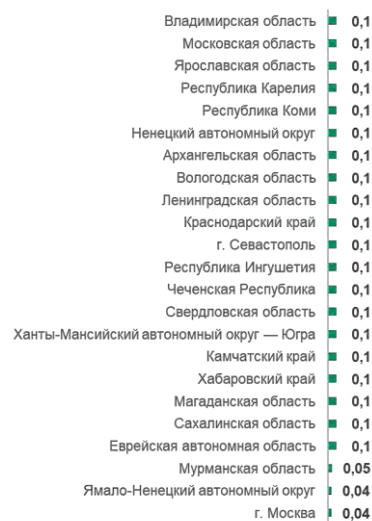 Владимирская область 0,1
Московская область 0,1
Ярославская область 0,1
Республика Карелия 0,1
Республика Коми 0,1
Ненецкий автономный округ 0,1
Архангельская область 0,1
Вологодская область 0,1
Ленинградская область 0,1
Краснодарский край 0,1
г. Севастополь 0,1
Республика Ингушетия 0,1
Чеченская Республика 0,1
Свердловская область 0,1
Ханты-Мансийский автономный округ — Югра 0,1
Камчатский край 0,1
Хабаровский край 0,1
Магаданская область 0,1
Сахалинская область 0,1
Еврейская автономная область 0,1
Мурманская область 0,05
Ямало-Ненецкий автономный округ 0,04
г. Москва 0,04